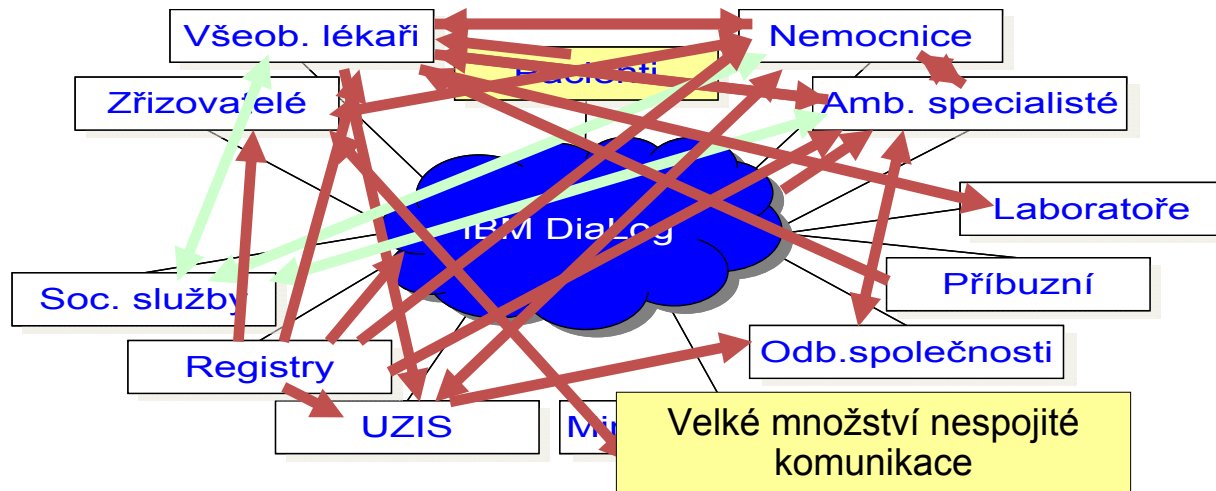 Všeob. lékaři
Nemocnice
Pacienti
Zřizovatelé
Amb. specialisté
Laboratoře
IBM DiaLog
Soc. služby
Příbuzní
Registry
Odb.společnosti
UZIS
Velké množství nespojité
komunikace